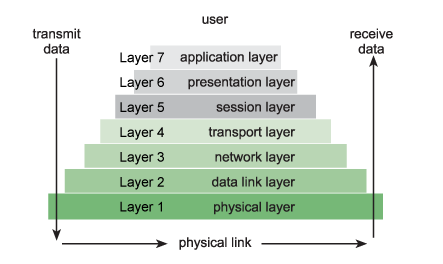 user
transmit
data
receive
data
Layer 7 application layer
Layer 6 presentation layer
Layer 5 session layer
Layer 4 transport layer
Layer 3 network layer
Layer 2 data link layer
Layer 1 physical layer
physical link